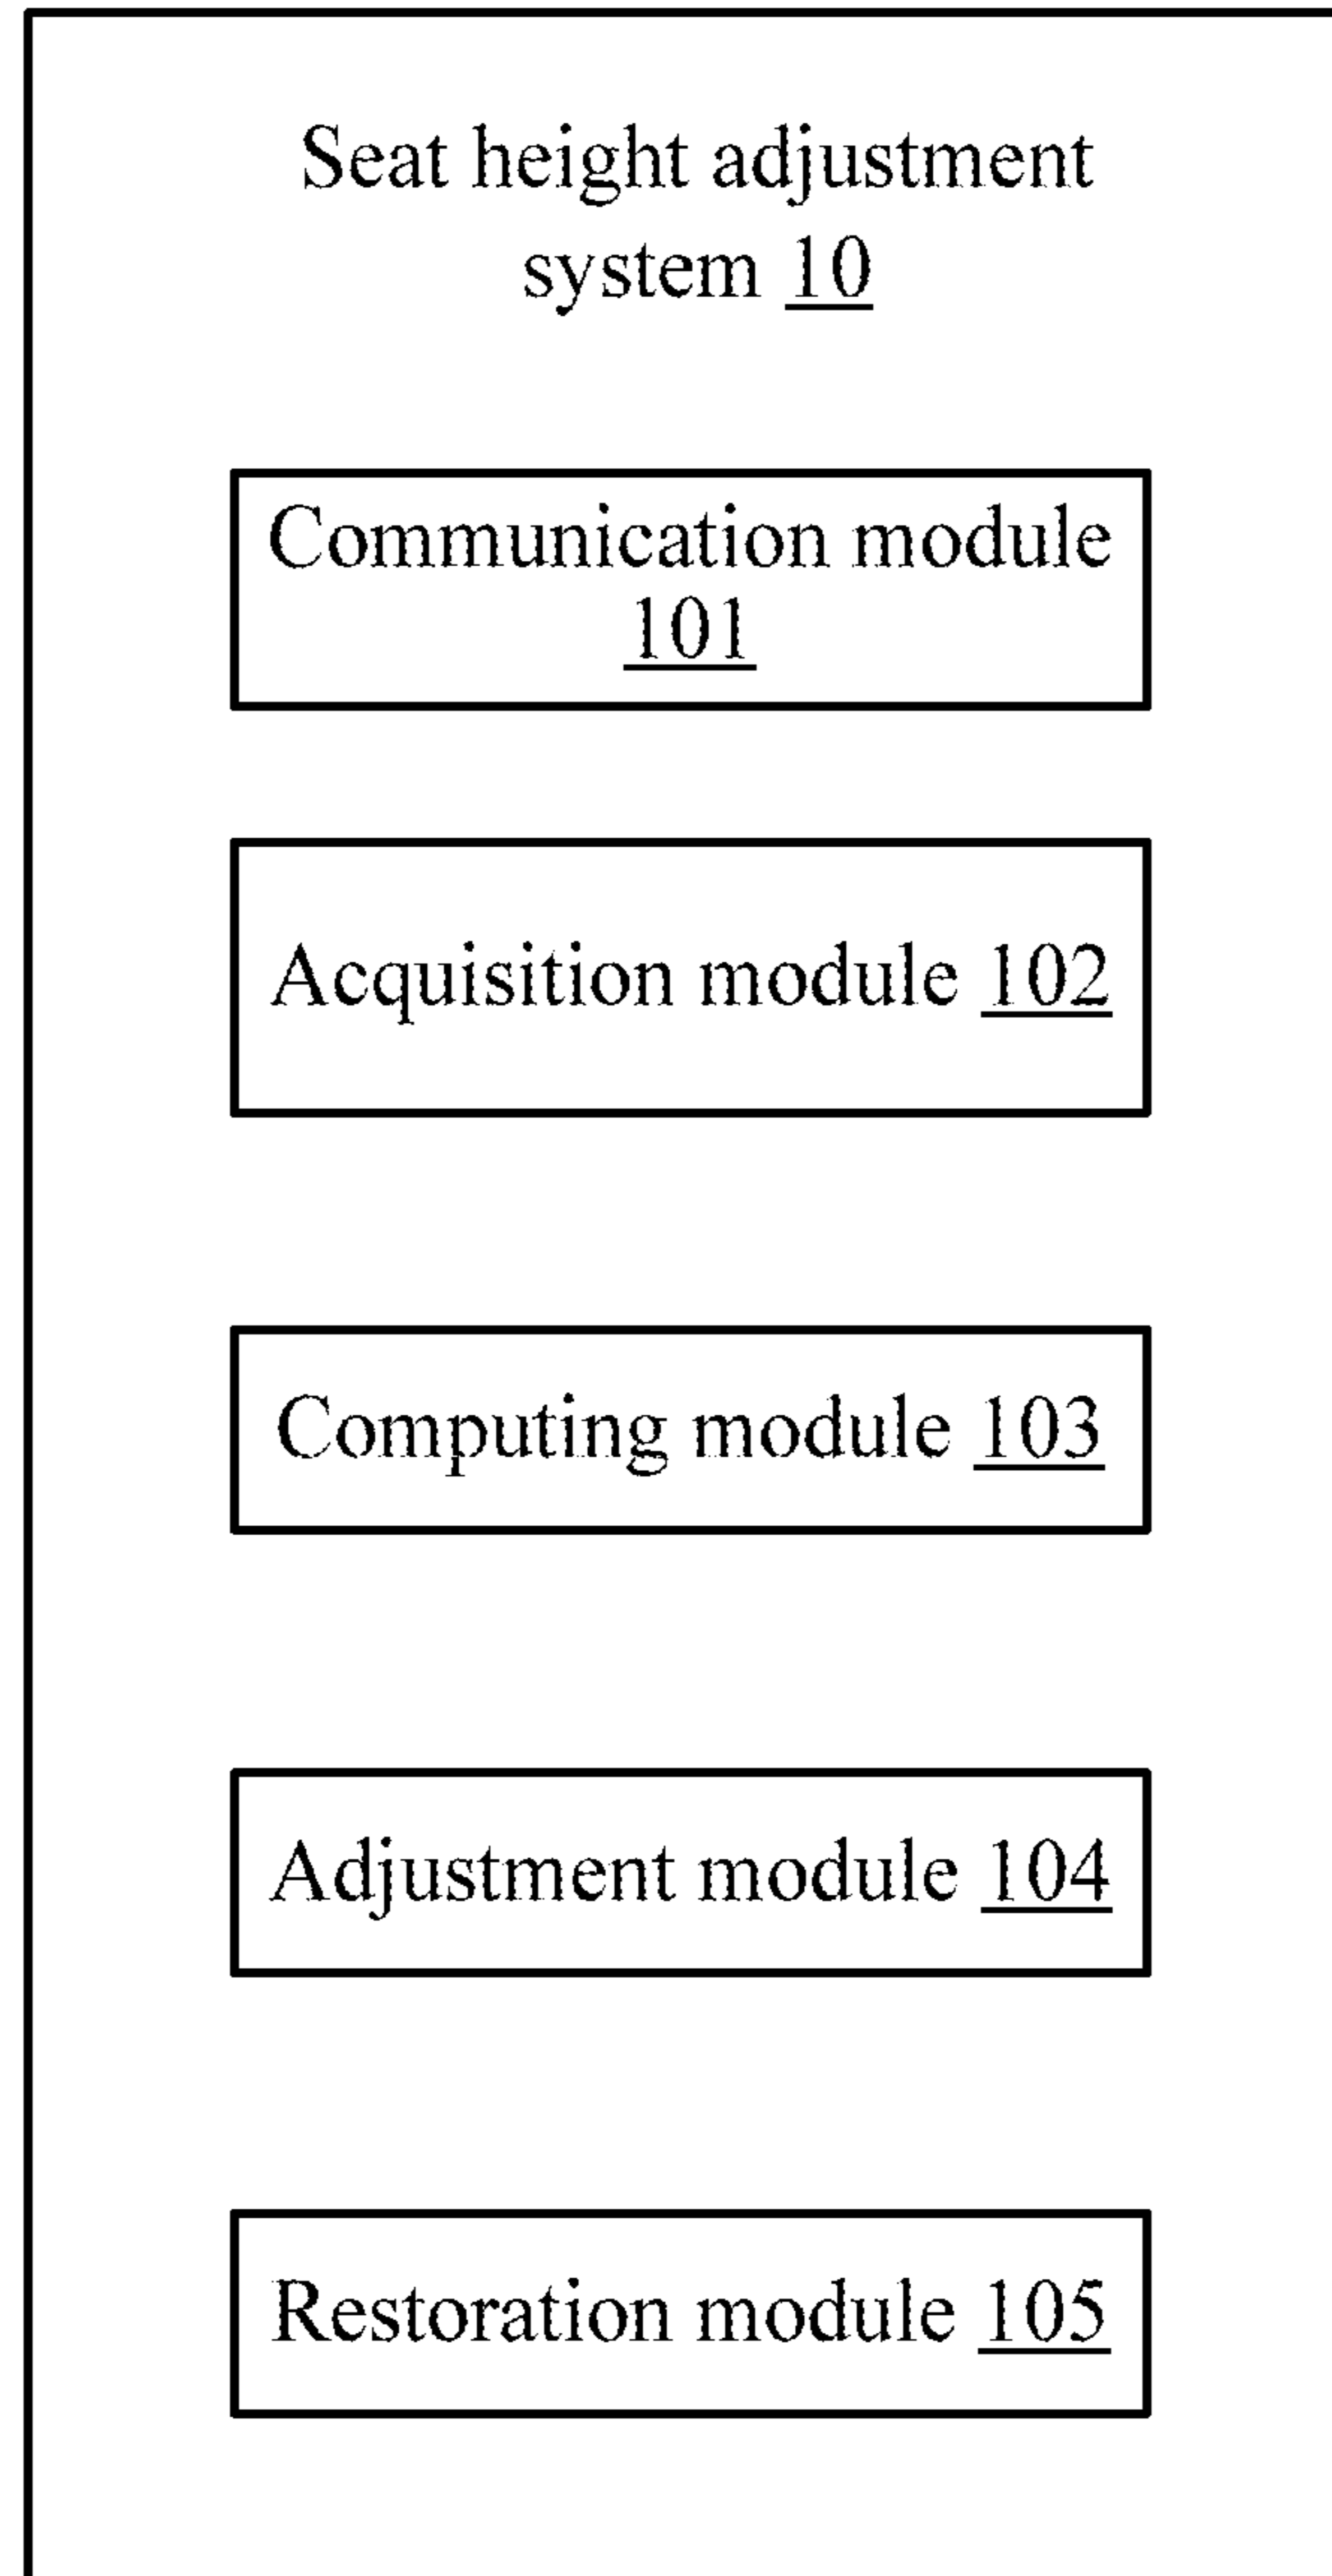 Seat height adjustment
system 10
Communication module
101
Acquisition module 102
Computing module 103
Adjustment module 104
Restoration module 105